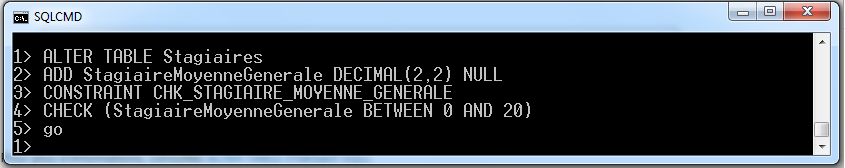 SQLCMD
1> ALTER TABLE Stagiaires
2> ADD StagiaireMoyenneGenerale DECIMAL(2,2) NULL
3> CONSTRAINT CHK_STAGIAIRE_MOYENNE_GENERALE
4> CHECK (StagiaireMoyenneGenerale BETWEEN 0 AND 20)
5> go
1>